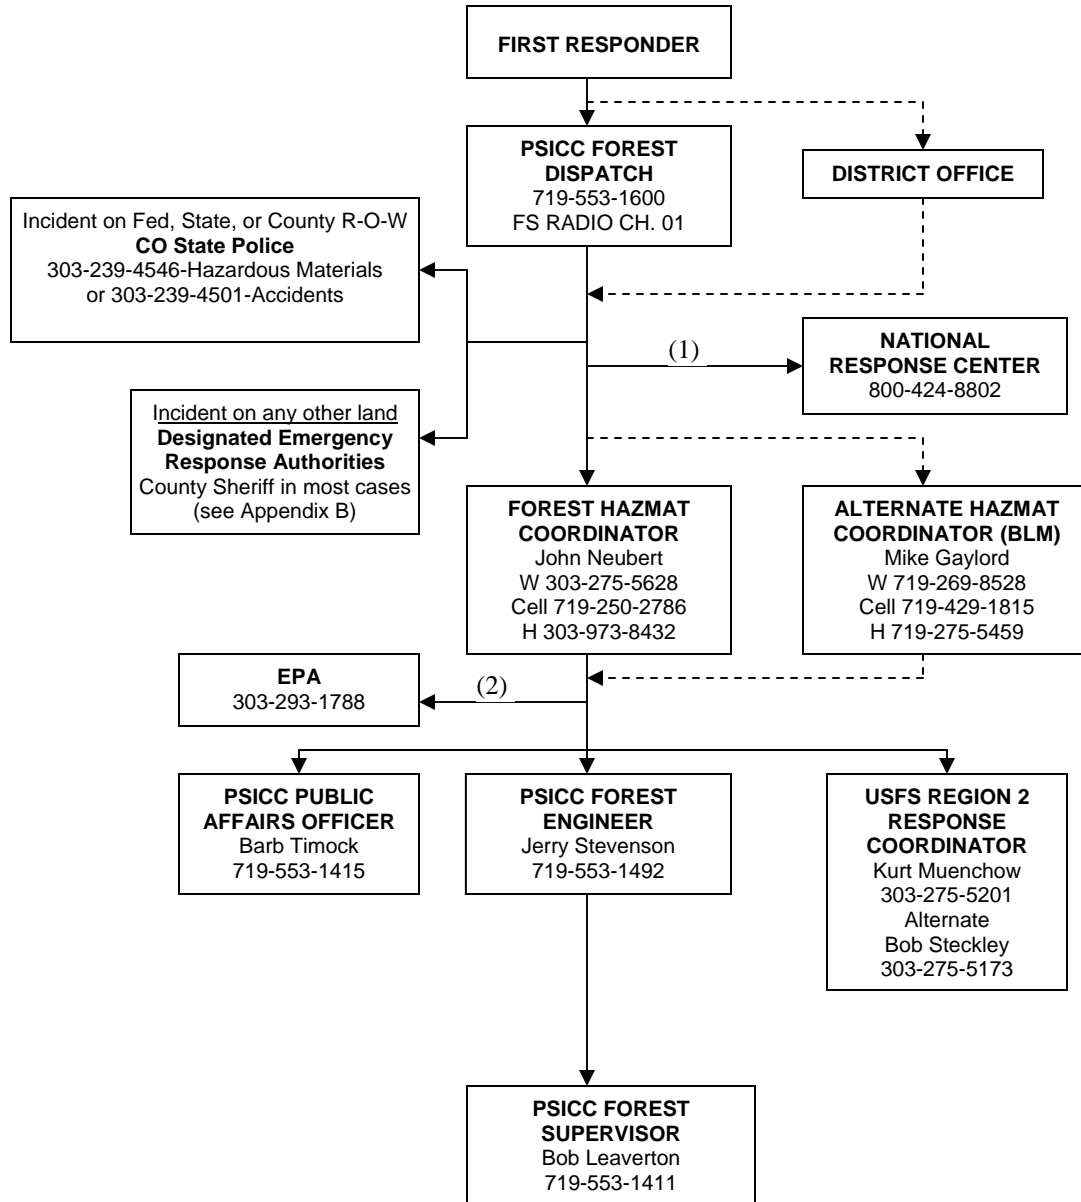 FIRST RESPONDER
PSICC FOREST
DISPATCH
719-553-1600
FS RADIO CH. 01
DISTRICT OFFICE
Incident on Fed, State, or County R-O-W
CO State Police
303-239-4546-Hazardous Materials
or 303-239-4501-Accidents
(1)
NATIONAL
RESPONSE CENTER
800-424-8802
Incident on any other land
Designated Emergency
Response Authorities
County Sheriff in most cases
(see Appendix B)
FOREST HAZMAT
COORDINATOR
John Neubert
W 303-275-5628
Cell 719-250-2786
H 303-973-8432
ALTERNATE HAZMAT
COORDINATOR (BLM)
Mike Gaylord
W 719-269-8528
Cell 719-429-1815
H 719-275-5459
EPA
303-293-1788
(2)
PSICC PUBLIC
AFFAIRS OFFICER
Barb Timock
719-553-1415
PSICC FOREST
ENGINEER
Jerry Stevenson
719-553-1492
USFS REGION 2
RESPONSE
COORDINATOR
Kurt Muenchow
303-275-5201
Alternate
Bob Steckley
303-275-5173
PSICC FOREST
SUPERVISOR
Bob Leaverton
719-553-1411